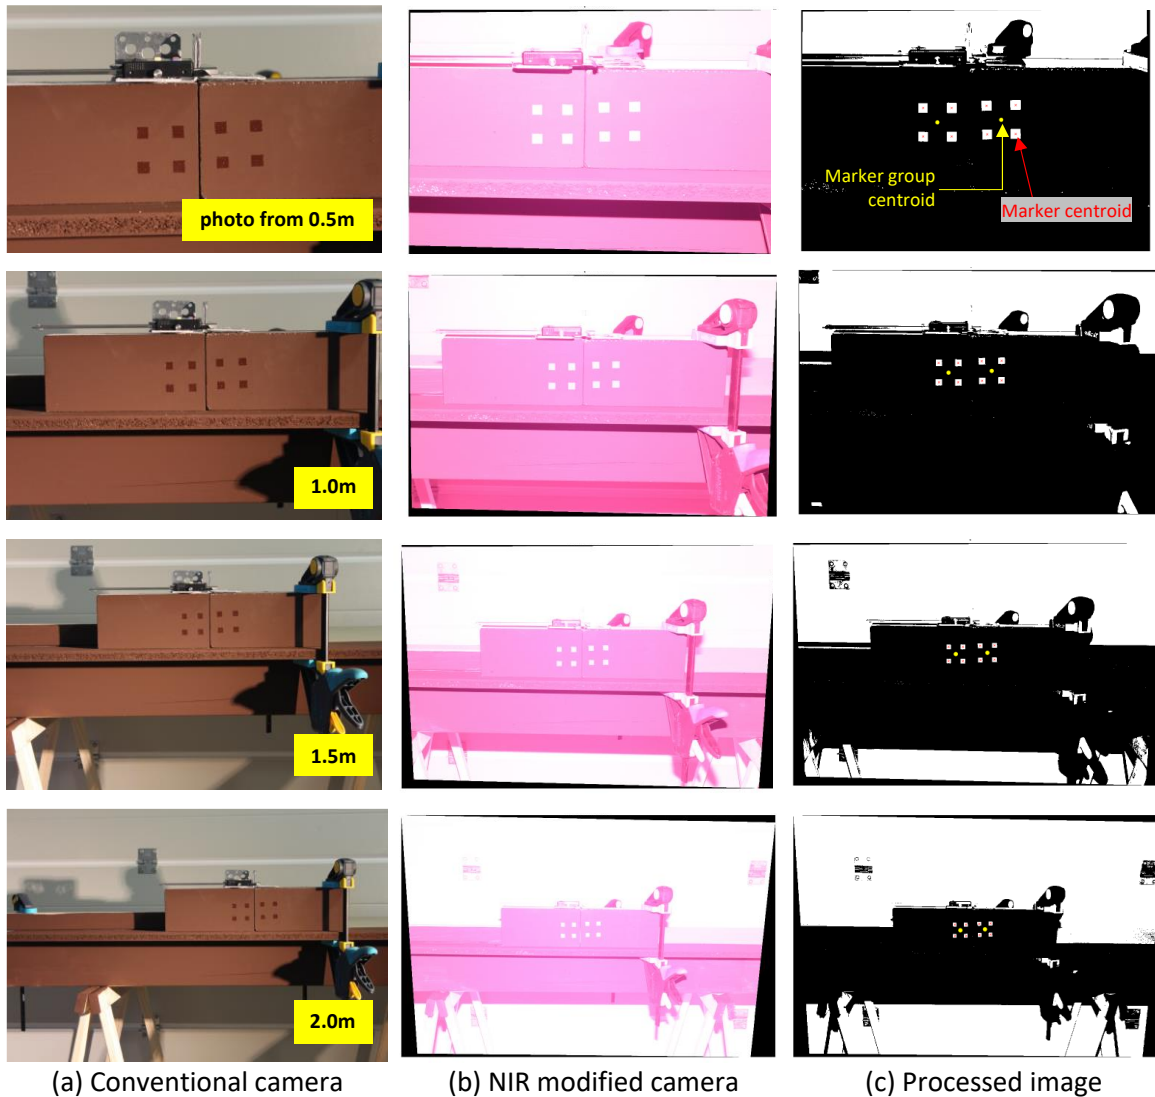 photo from 0.5m
Marker group
centroid
Marker centroid
1.0m
1.5m
2.0m
(a) Conventional camera
(b) NIR modified camera
(c) Processed image